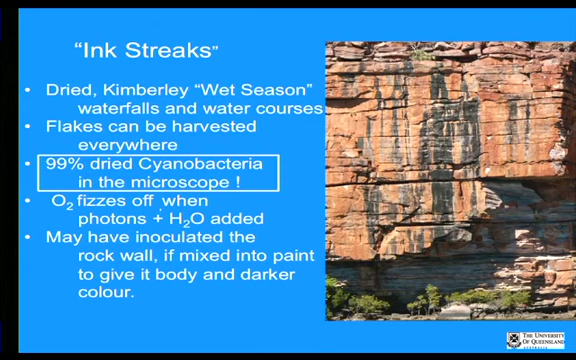 “Ink Streaks”
• Dried, Kimberley “Wet Season”
waterfalls and water courses
• Flakes can be harvested
everywhere
• 99% dried Cyanobacteria
in the microscope !
• O2 fizzes off when
photons + H2O added
• May have inoculated the
rock wall, if mixed into paint
to give it body and darker
colour.
THE UNIVERSITY
OF QUEENSLAND
AUSTRALIA